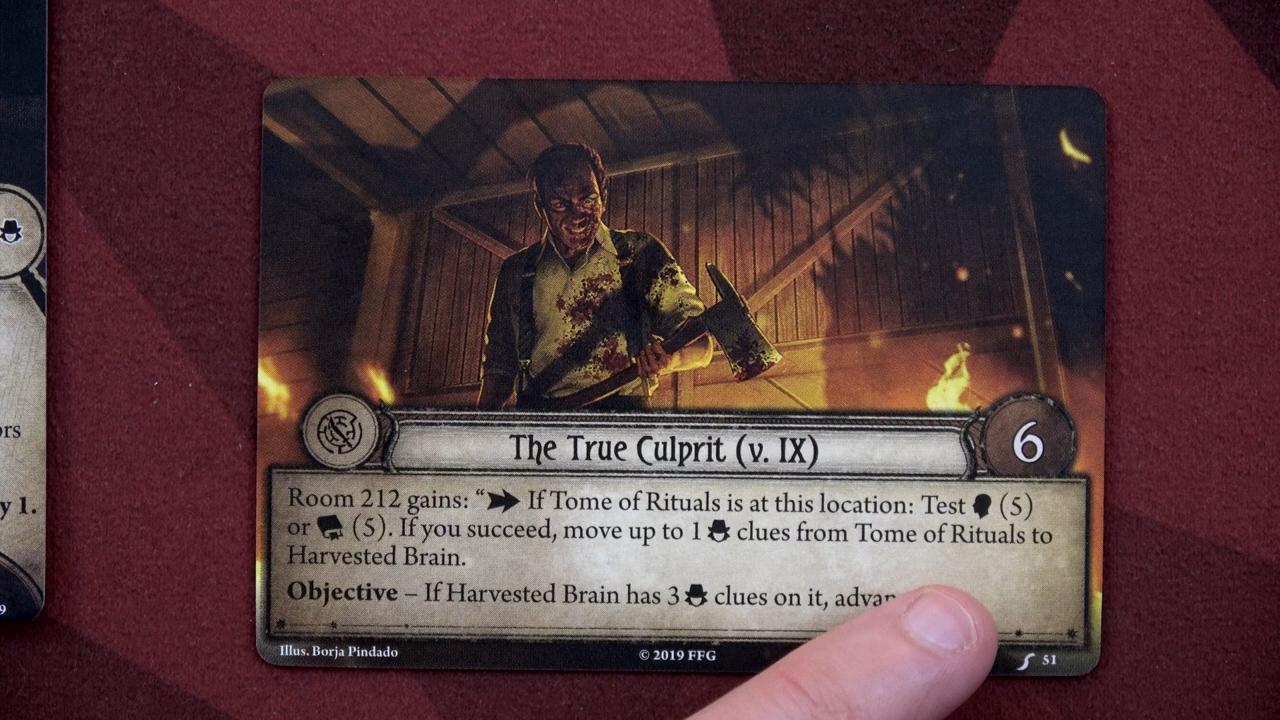 The True Culprit (v. IX)
6
Room 212 gains: “ If Tome of Rituals is at this location: Test (5)
or (5). If you succeed, move up to 1 clues from Tome of Rituals to
Harvested Brain.
Objective – If Harvested Brain has 3 clues on it,
Illus. Borja Pindado
© 2019 FFG
51
y 1.
9